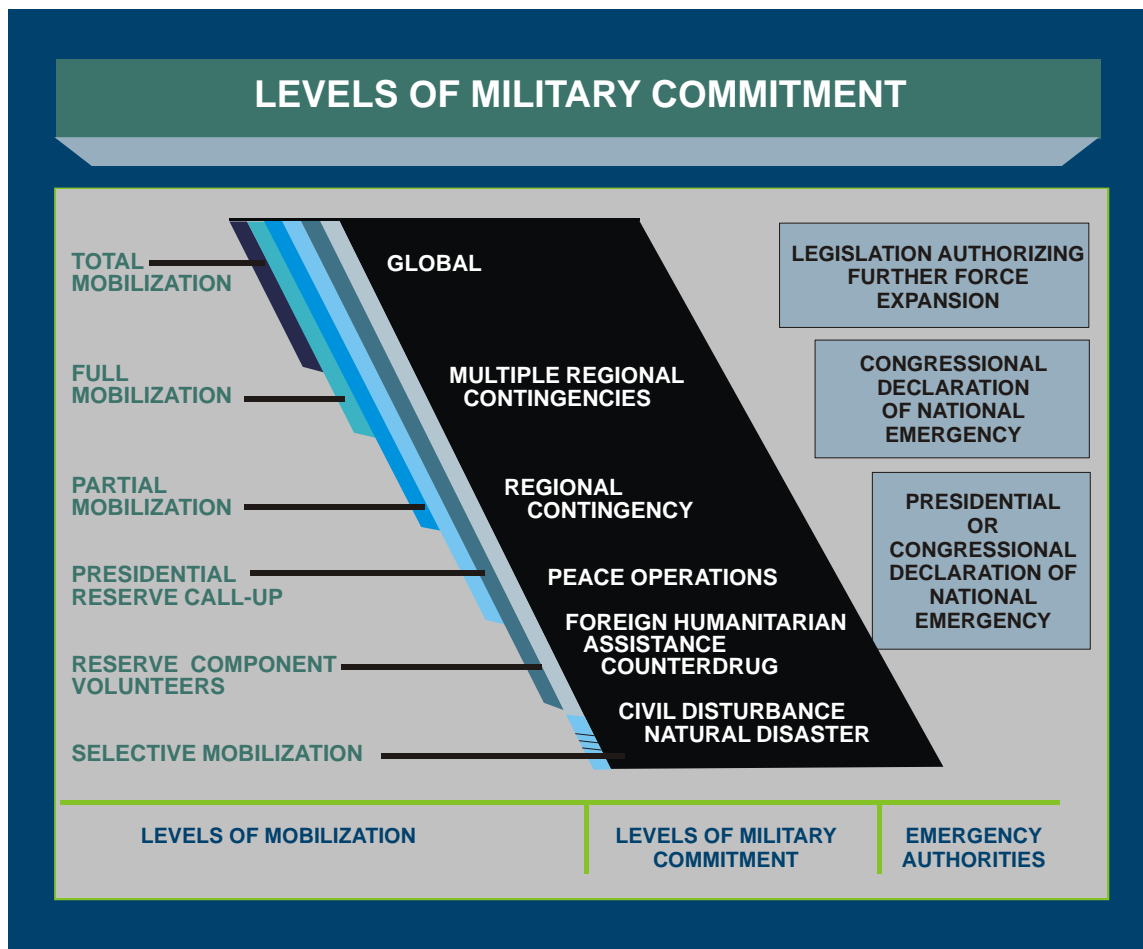 LEVELS OF MILITARY COMMITMENT
TOTAL
MOBILIZATION
FULL
MOBILIZATION
PARTIAL
MOBILIZATION
PRESIDENTIAL
RESERVE CALL-UP
RESERVE COMPONENT
VOLUNTEERS
SELECTIVE MOBILIZATION
GLOBAL
MULTIPLE REGIONAL
CONTINGENCIES
REGIONAL
CONTINGENCY
PEACE OPERATIONS
FOREIGN HUMANITARIAN
ASSISTANCE
COUNTERDRUG
CIVIL DISTURBANCE
NATURAL DISASTER
LEGISLATION AUTHORIZING
FURTHER FORCE
EXPANSION
CONGRESSIONAL
DECLARATION
OF NATIONAL
EMERGENCY
PRESIDENTIAL
OR
CONGRESSIONAL
DECLARATION OF
NATIONAL
EMERGENCY
LEVELS OF MOBILIZATION
LEVELS OF MILITARY
COMMITMENT
EMERGENCY
AUTHORITIES